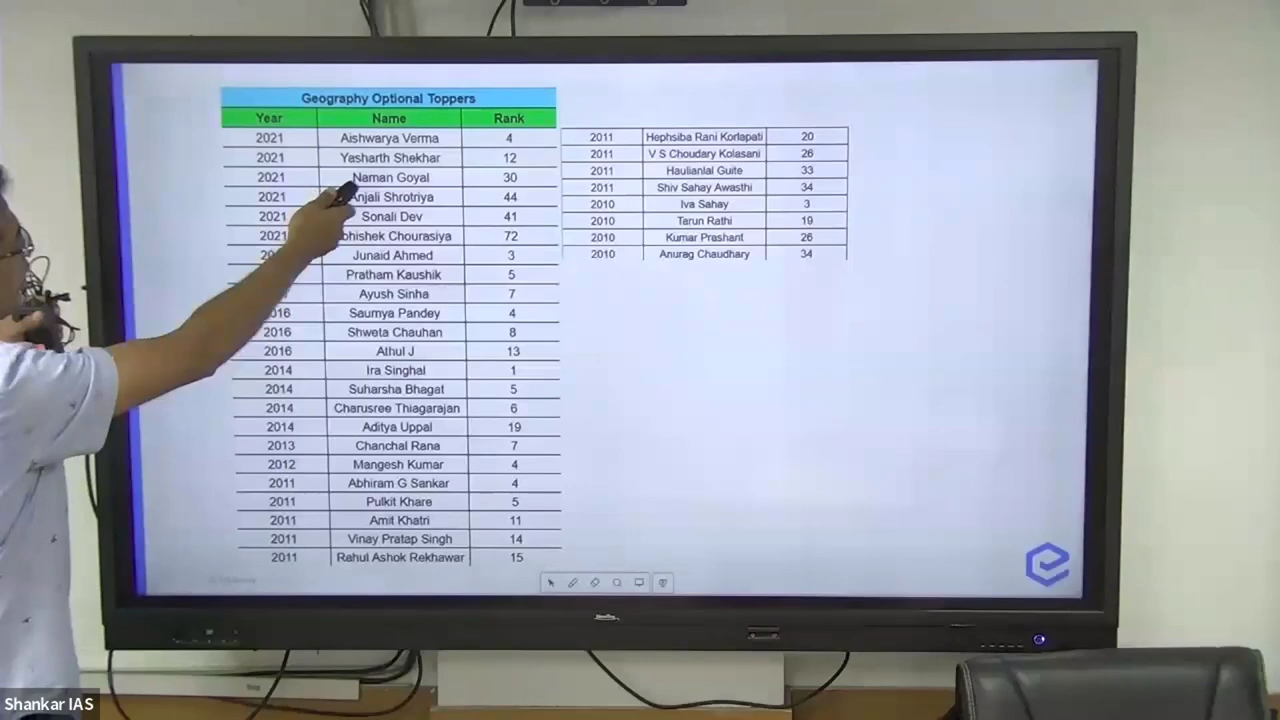 Geography Optional Toppers
Year Name Rank
2021 Aishwarya Verma 4
2021 Yasharth Shekhar 12
2021 Naman Goyal 30
2021 Anjali Shrotriya 44
2021 Sonali Dev 41
2021 Abhishek Chourasiya 72
Junaid Ahmed 3
Pratham Kaushik 5
Ayush Sinha 7
2016 Saumya Pandey 4
2016 Shweta Chauhan 8
2016 Athul J 13
2014 Ira Singhal 1
2014 Suharsha Bhagat 5
2014 Charusree Thiagarajan 6
2014 Aditya Uppal 19
2013 Chanchal Rana 7
2012 Mangesh Kumar 4
2011 Abhiram G Sankar 4
2011 Pulkit Khare 5
2011 Amit Khatri 11
2011 Vinay Pratap Singh 14
2011 Rahul Ashok Rekhawar 15
2011 Hephsiba Rani Korlapati 20
2011 V S Choudary Kolasani 26
2011 Haulianlal Guite 33
2011 Shiv Sahay Awasthi 34
2010 Iva Sahay 3
2010 Tarun Rathi 19
2010 Kumar Prashant 26
2010 Anurag Chaudhary 34
Shankar IAS